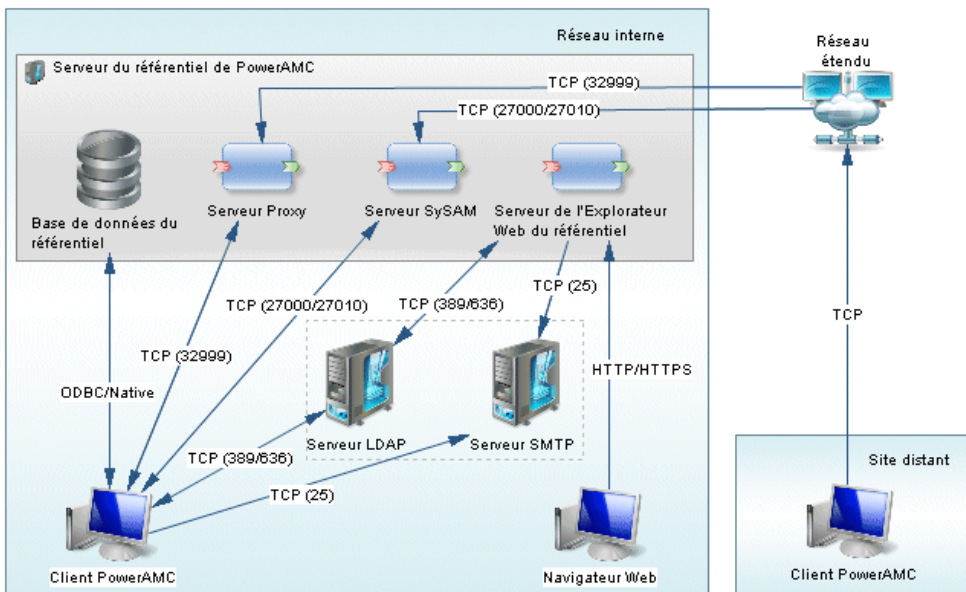 Réseau interne
Réseau
étendu
Serveur du référentiel de PowerAMC
TCP (32999)
TCP (27000/27010)
Serveur Proxy
Serveur SySAM
Serveur de l'Explorateur
Web du référentiel
Base de données du
référentiel
TCP (25)
TCP (27000/27010)
TCP (389/636)
TCP
TCP (32999)
HTTP/HTTPS
ODBC/Native
Serveur LDAP
Serveur SMTP
TCP (389/636)
Site distant
TCP (25)
Client PowerAMC
Navigateur Web
Client PowerAMC